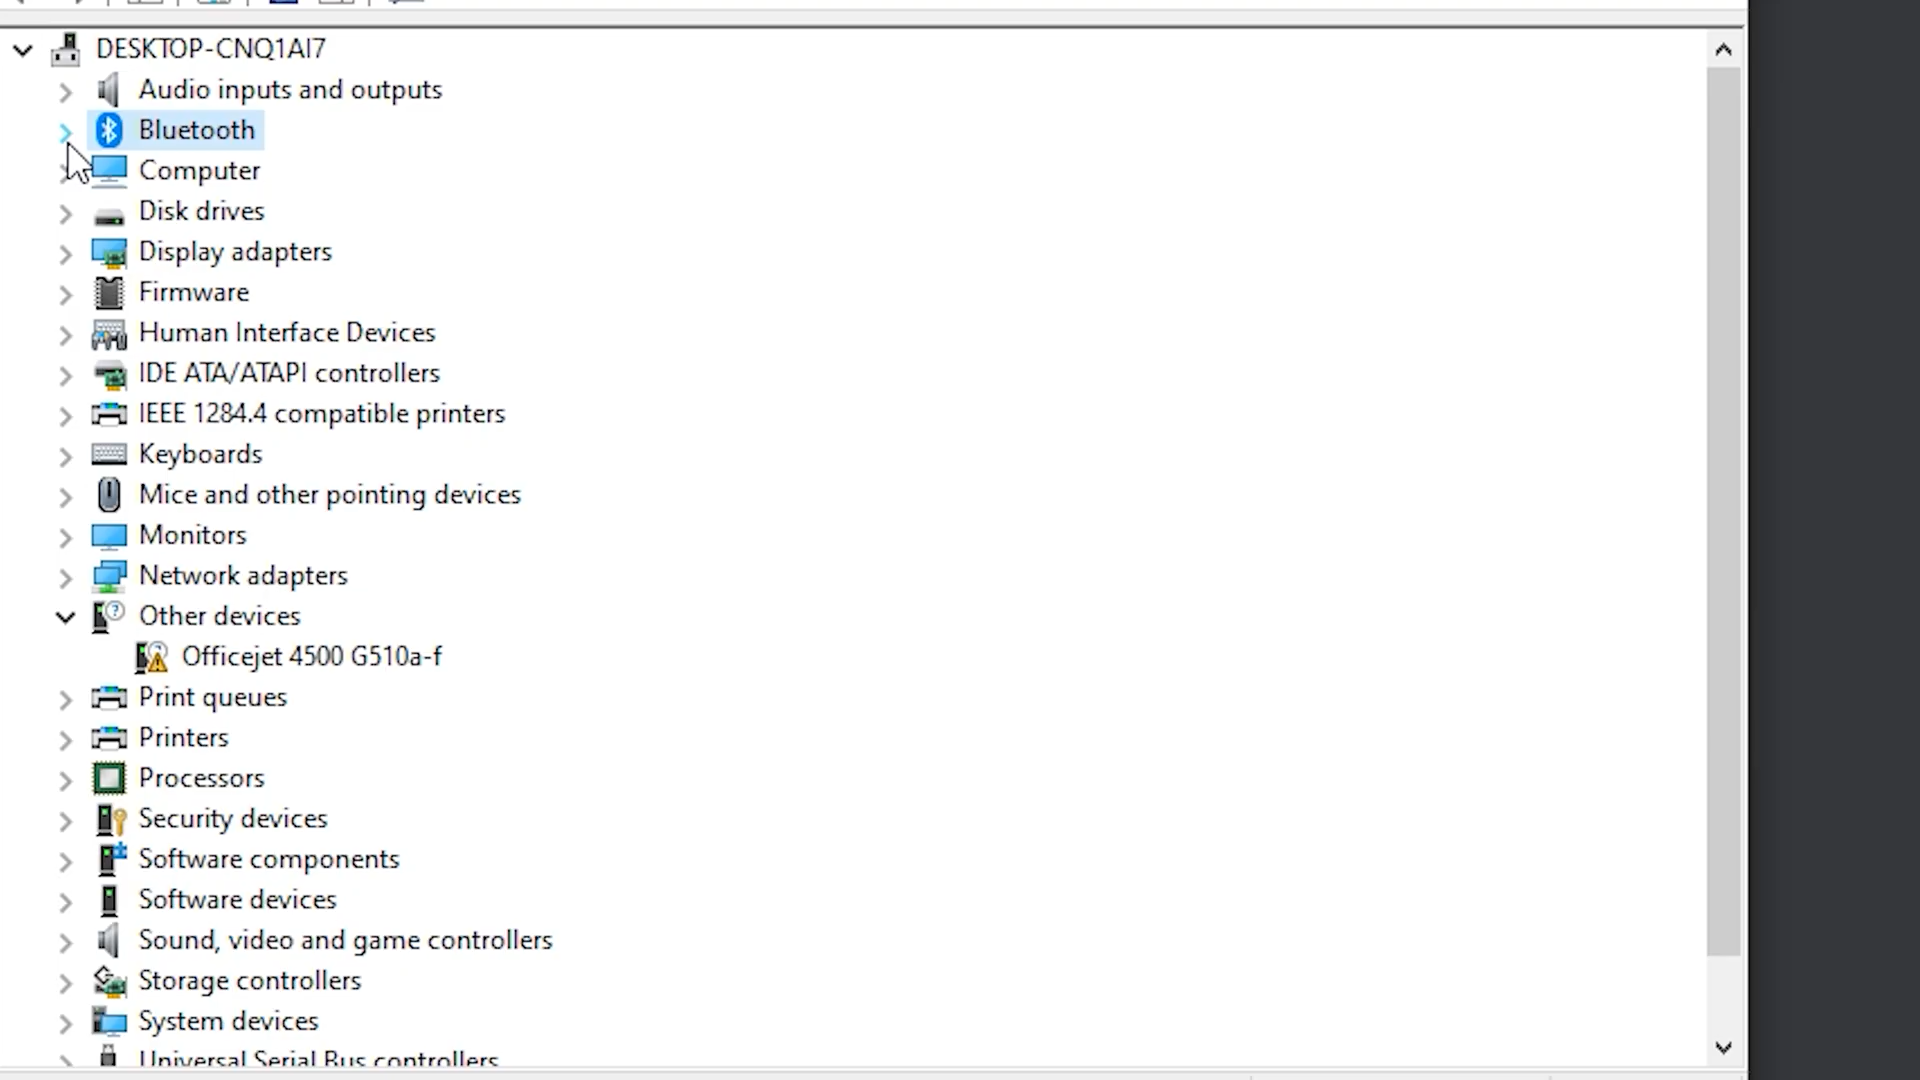 DESKTOP-CNQ1AI7
Audio inputs and outputs
Bluetooth
Computer
Disk drives
Display adapters
Firmware
Human Interface Devices
IDE ATA/ATAPI controllers
IEEE 1284.4 compatible printers
Keyboards
Mice and other pointing devices
Monitors
Network adapters
Other devices
Officejet 4500 G510a-f
Print queues
Printers
Processors
Security devices
Software components
Software devices
Sound, video and game controllers
Storage controllers
System devices
Universal Serial Bus controllers